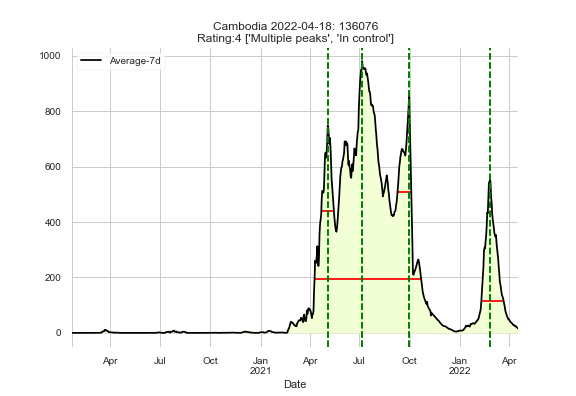 Cambodia 2022-04-18: 136076
Rating:4 ['Multiple peaks', 'In control']
Average-7d
1000
800
600
400
200
0
Apr Jul Oct Jan Apr Jul Oct Jan Apr
2021 2022
Date